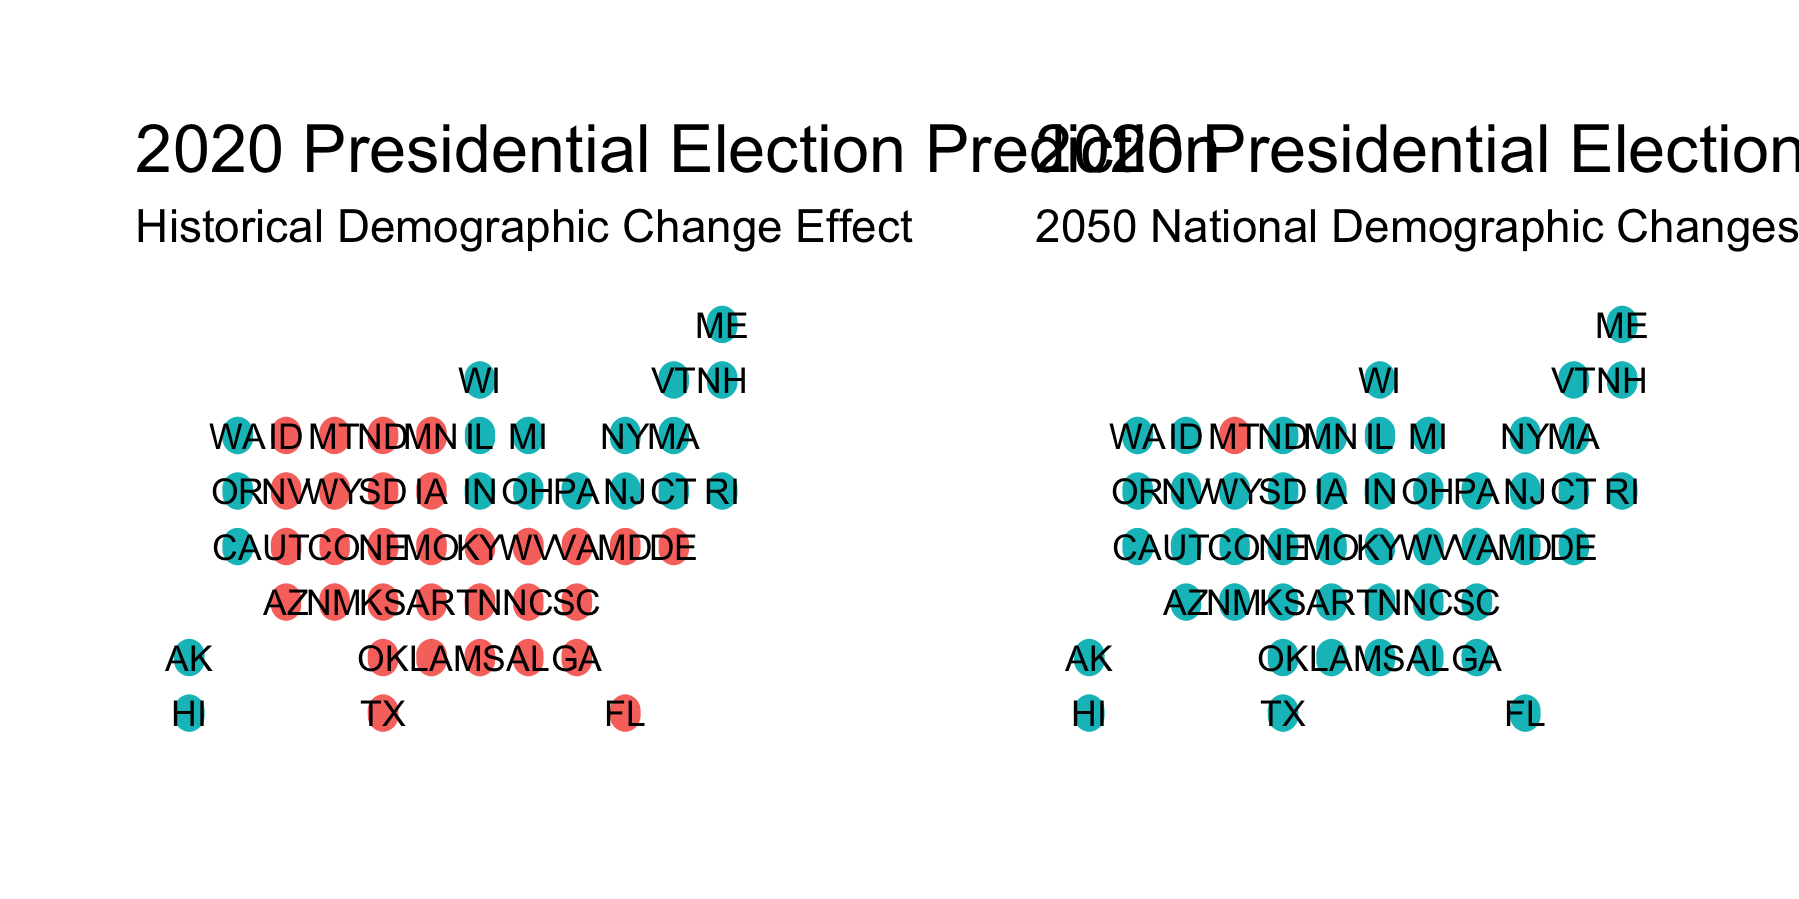 2020 Presidential Election Prediction
Historical Demographic Change Effect
ME
WI VT NH
WA ID MT ND MN IL MI NY MA
OR NV WY SD IA IN OH PA NJ CT RI
CA UT CO NE MO KY WV VA MD DE
AZ NM KS AR TN NC SC
AK OK LA MS AL GA
HI TX FL
2020 Presidential Election
2050 National Demographic Changes
ME
WI VT NH
WA ID MT ND MN IL MI NY MA
OR NV WY SD IA IN OH PA NJ CT RI
CA UT CO NE MO KY WV VA MD DE
AZ NM KS AR TN NC SC
AK OK LA MS AL GA
HI TX FL